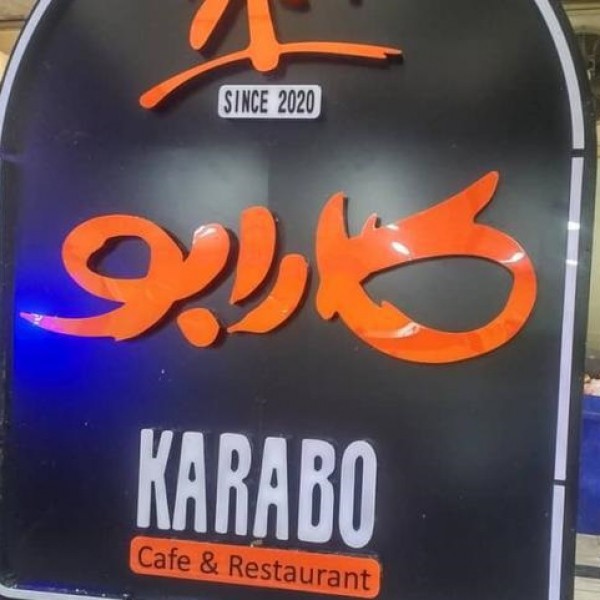 SINCE 2020
کارابو
KARABO
Cafe & Restaurant